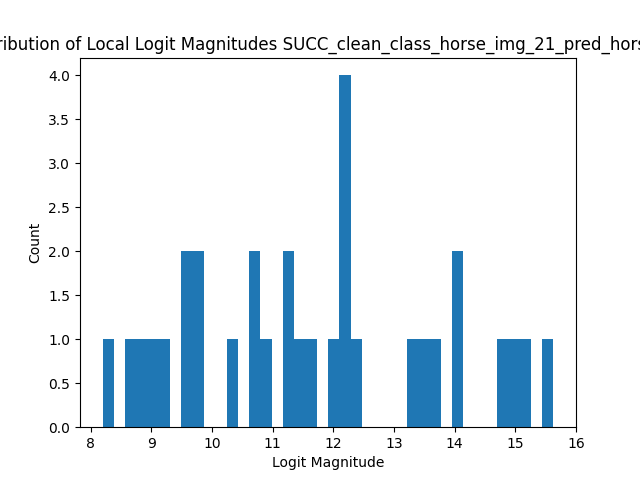 ribution of Local Logit Magnitudes SUCC_clean_class_horse_img_21_pred_hors
4.0
3.5
3.0
2.5
2.0
1.5
1.0
0.5
0.0
Count
8 9 10 11 12 13 14 15 16
Logit Magnitude